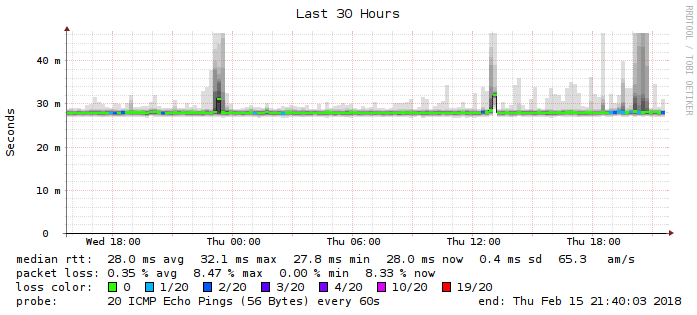 Last 30 Hours
RRDTOOL / TOBI OETIKER
Seconds
40 m
30 m
20 m
10 m
0
Wed 18:00 Thu 00:00 Thu 06:00 Thu 12:00 Thu 18:00
median rtt: 28.0 ms avg 32.1 ms max 27.8 ms min 28.0 ms now 0.4 ms sd 65.3 am/s
packet loss: 0.35 % avg 8.47 % max 0.00 % min 8.33 % now
loss color: 0 1/20 2/20 3/20 4/20 10/20 19/20
probe: 20 ICMP Echo Pings (56 Bytes) every 60s end: Thu Feb 15 21:40:03 2018